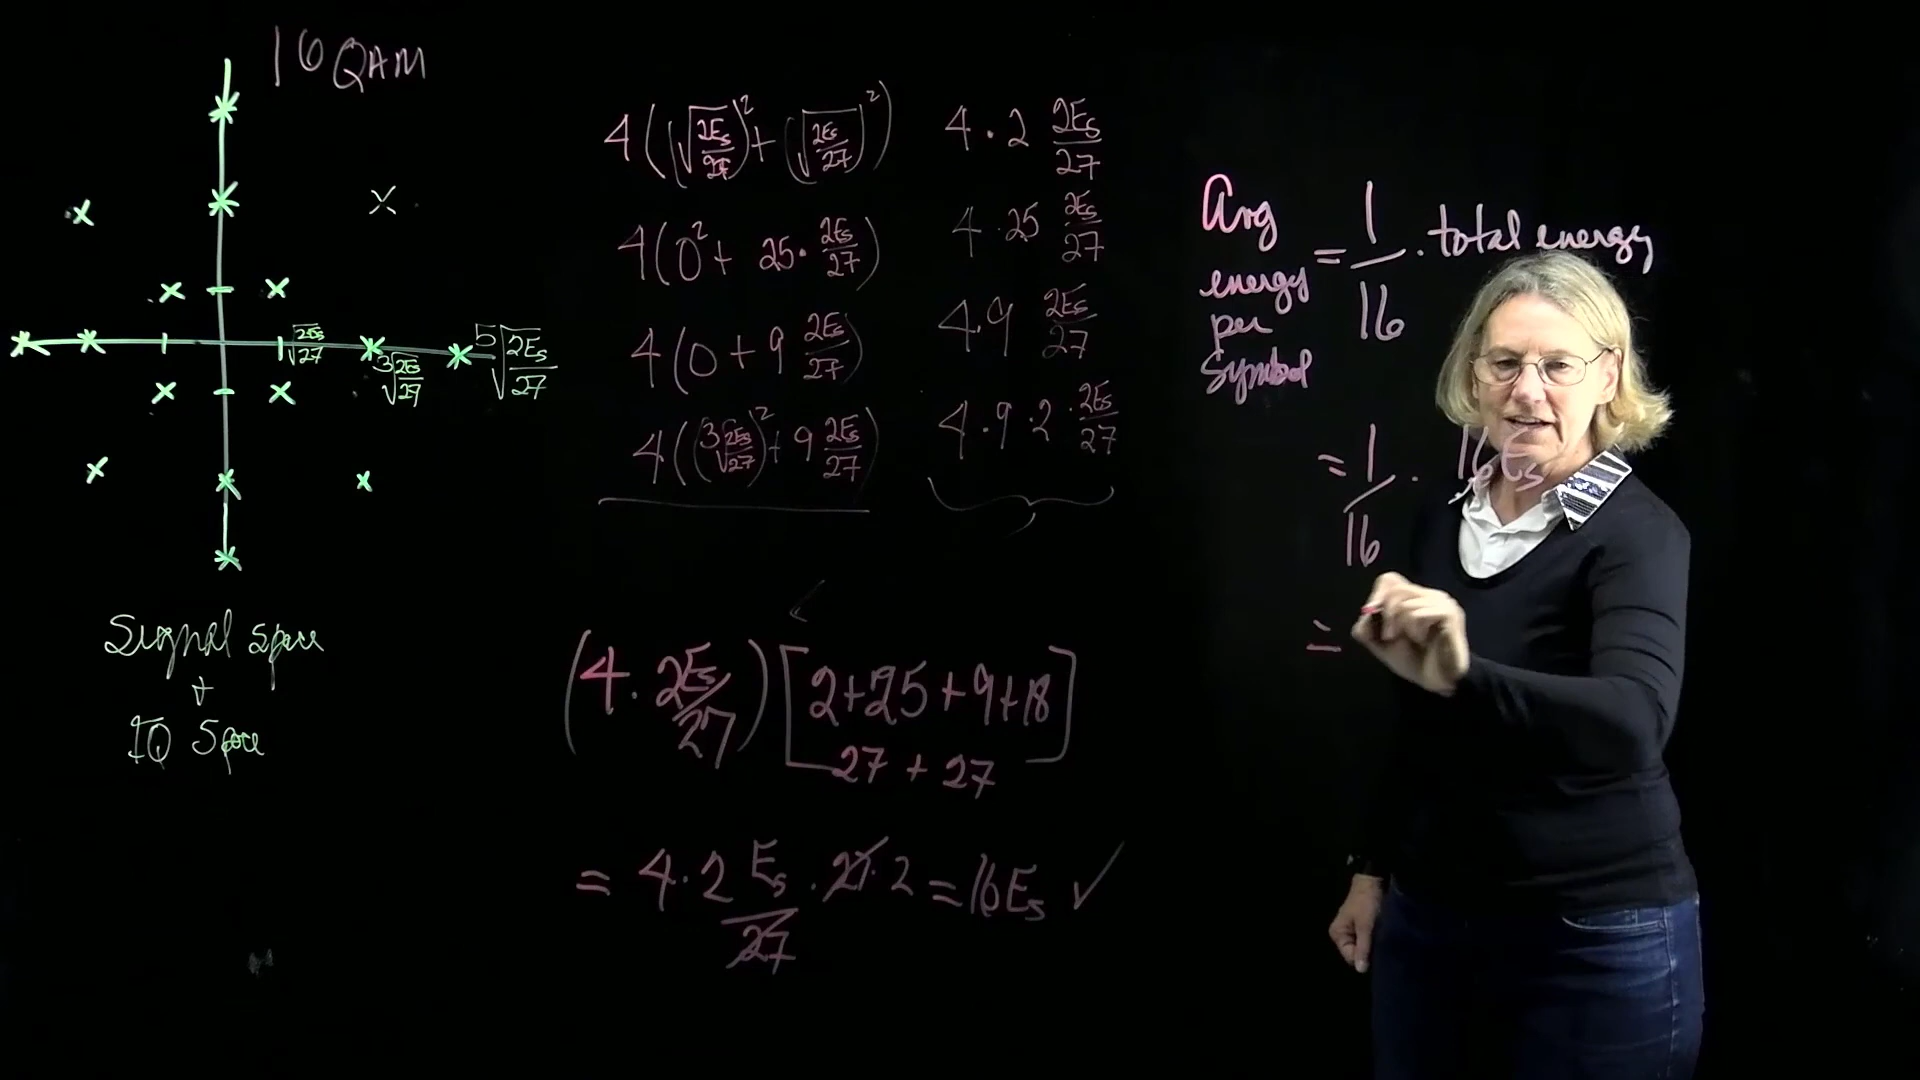 16 QAM
√(2Es/27)
3√(2Es/27)
5√(2Es/27)
Signal Space
+
IQ Space
4((√(2Es/27))² + (√(2Es/27))²)
4(0² + 25 · 2Es/27)
4(0 + 9 2Es/27)
4((3√(2Es/27))² + 9 2Es/27)
4 · 2 2Es/27
4 · 25 2Es/27
4 · 9 2Es/27
4 · 9 · 2 · 2Es/27
(4 · 2Es/27) [2+25+9+18]
27 + 27
= 4 · 2 Es/27 · 27 · 2 = 16Es ✓
Avg
energy
per
Symbol
= 1/16 · total energy
= 1/16 · 16Es
=